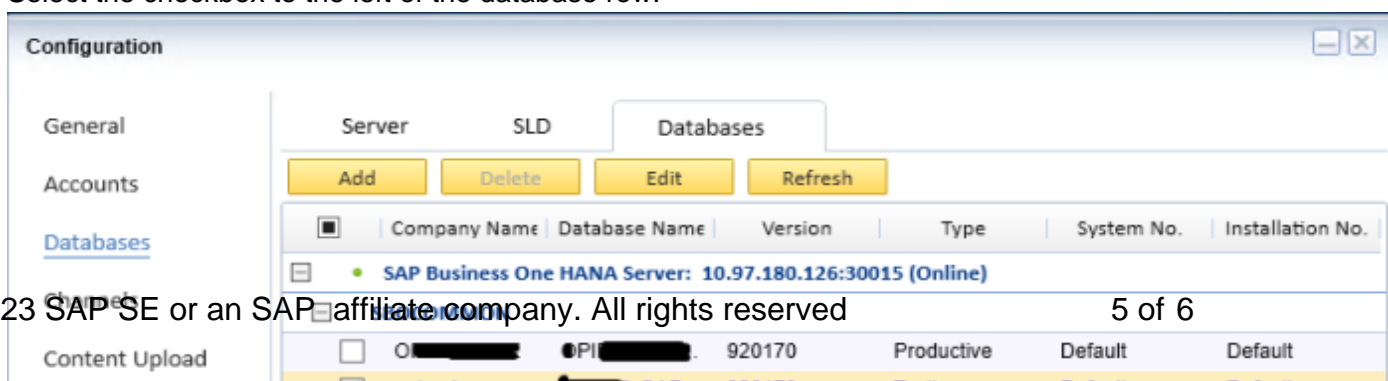 Select the checkbox to the left of the database row.
Configuration
General
Accounts
Databases
Channels
Content Upload
Server SLD Databases
Add Delete Edit Refresh
Company Name Database Name Version Type System No. Installation No.
SAP Business One HANA Server: 10.97.180.126:30015 (Online)
23 SAP SE or an SAP affiliate company. All rights reserved 5 of 6
920170 Productive Default Default